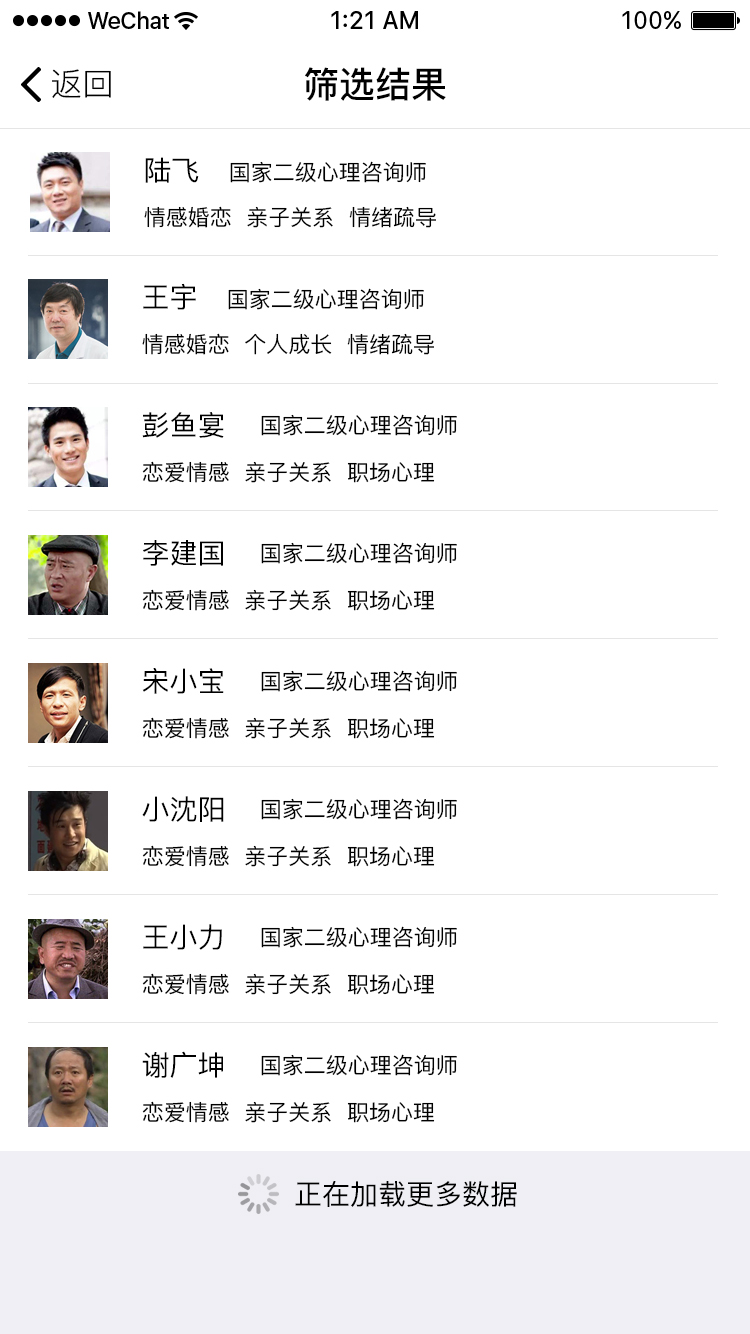 WeChat 1:21 AM 100%
返回 筛选结果
陆飞 国家二级心理咨询师
情感婚恋 亲子关系 情绪疏导
王宇 国家二级心理咨询师
情感婚恋 个人成长 情绪疏导
彭鱼宴 国家二级心理咨询师
恋爱情感 亲子关系 职场心理
李建国 国家二级心理咨询师
恋爱情感 亲子关系 职场心理
宋小宝 国家二级心理咨询师
恋爱情感 亲子关系 职场心理
小沈阳 国家二级心理咨询师
恋爱情感 亲子关系 职场心理
王小力 国家二级心理咨询师
恋爱情感 亲子关系 职场心理
谢广坤 国家二级心理咨询师
恋爱情感 亲子关系 职场心理
正在加载更多数据